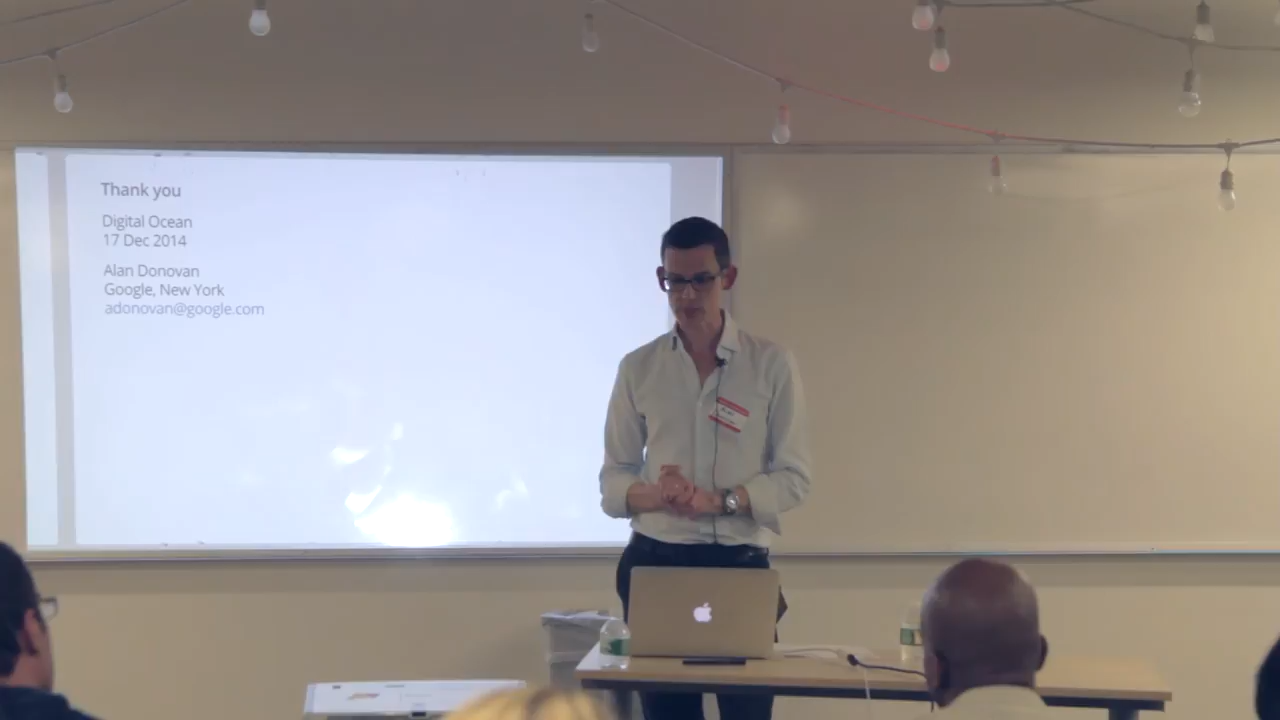 Thank you
Digital Ocean
17 Dec 2014
Alan Donovan
Google, New York
adonovan@google.com